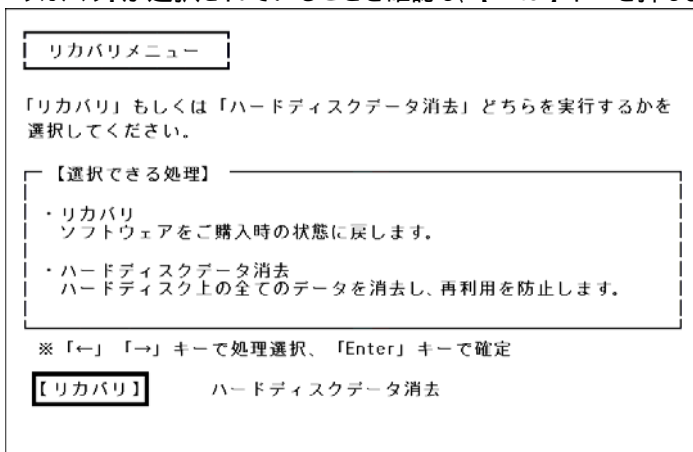 リカバリメニュー
「リカバリ」もしくは「ハードディスクデータ消去」どちらを実行するかを
選択してください。
【選択できる処理】
・リカバリ
ソフトウェアをご購入時の状態に戻します。
・ハードディスクデータ消去
ハードディスク上の全てのデータを消去し、再利用を防止します。
※「←」「→」キーで処理選択、「Enter」キーで確定
【リカバリ】 ハードディスクデータ消去